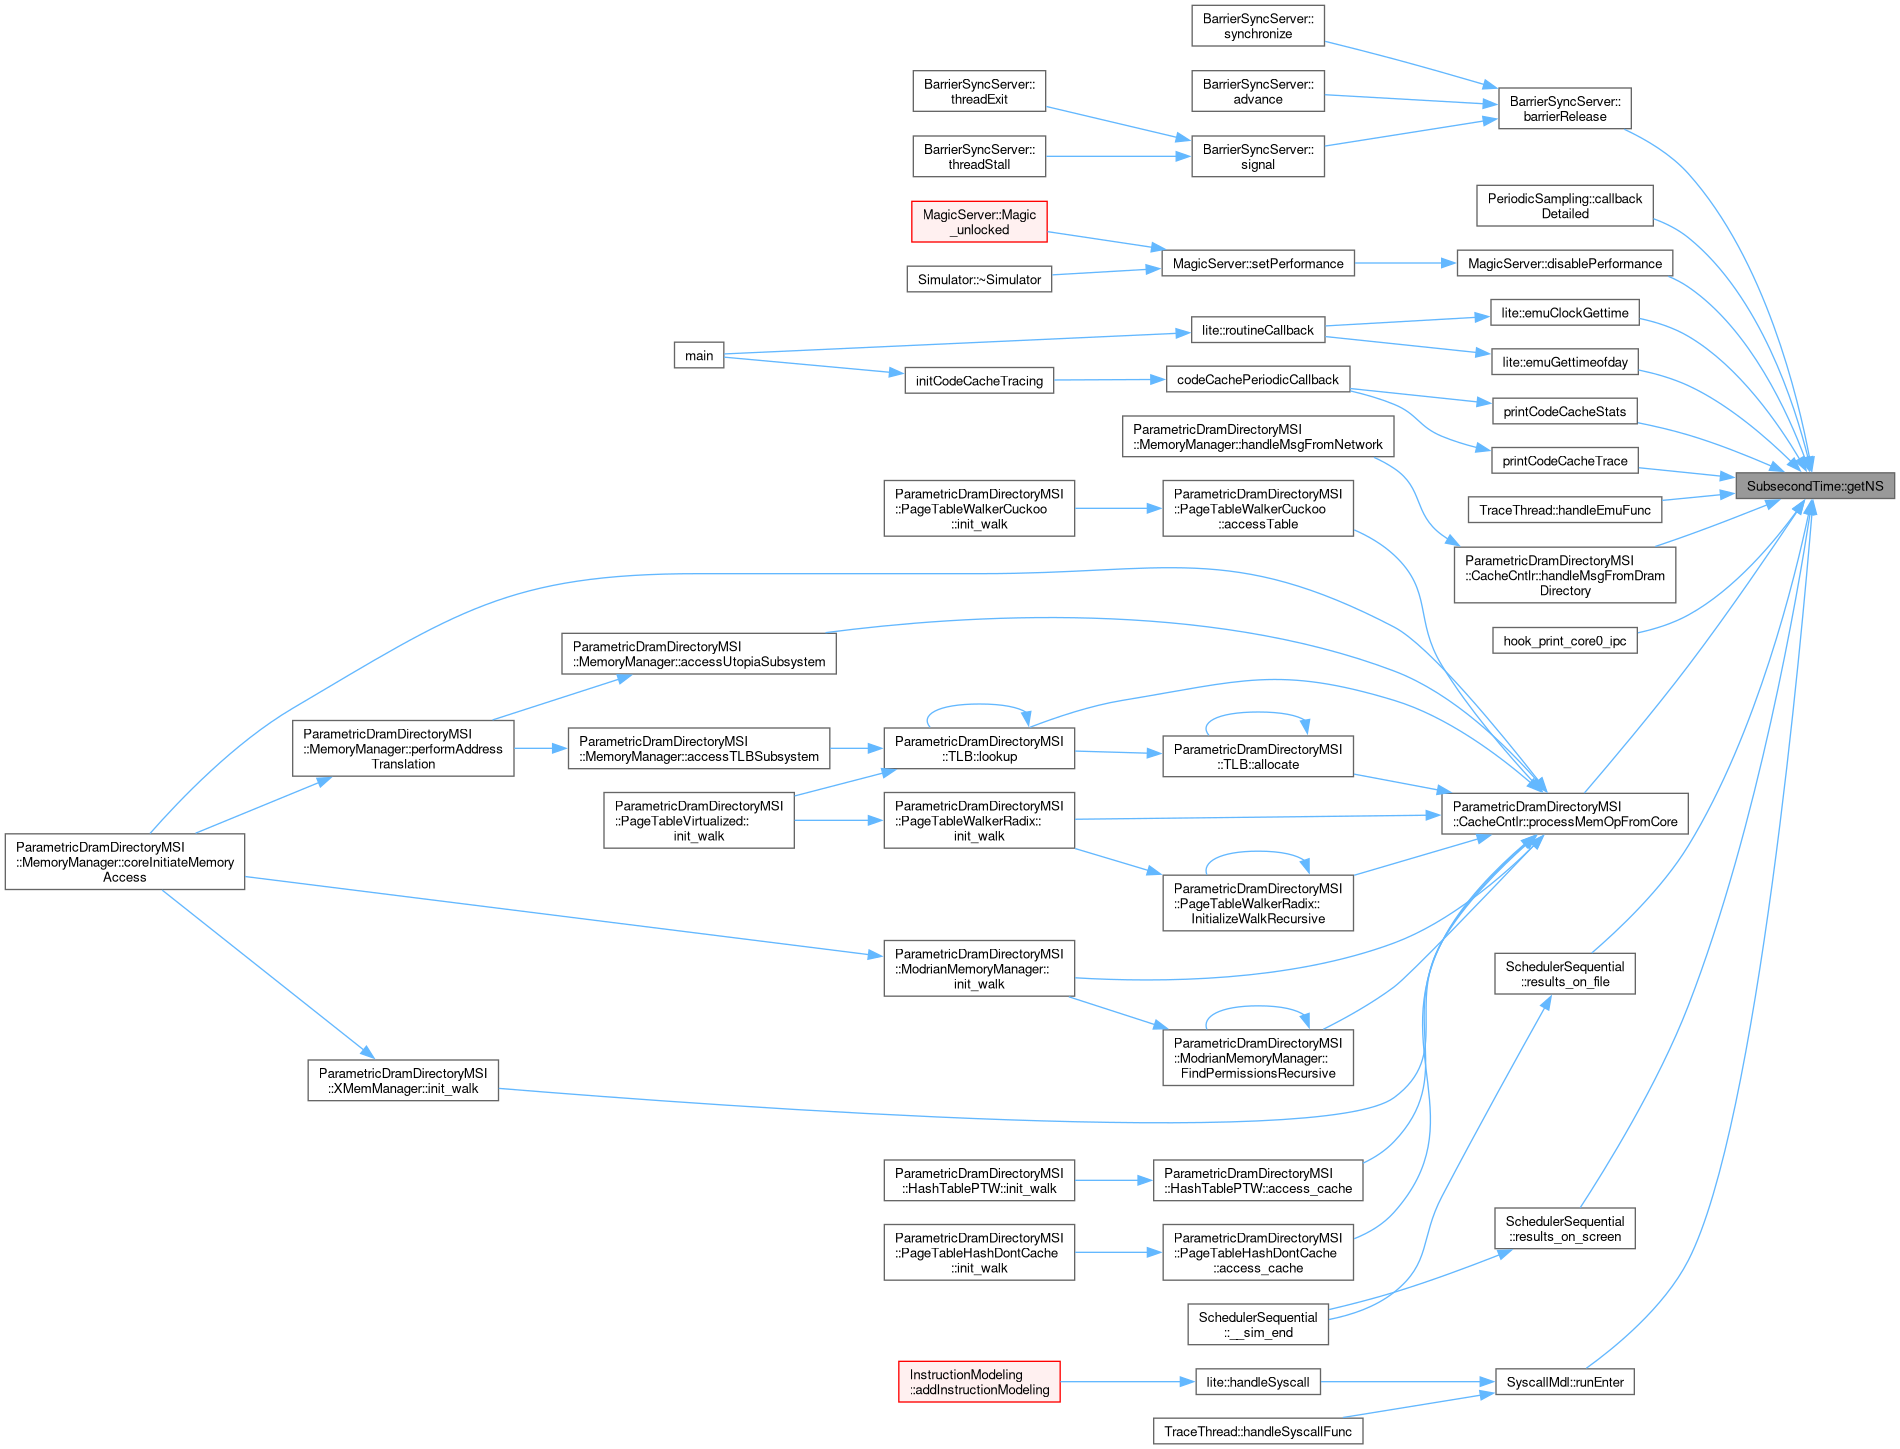 BarrierSyncServer::
synchronize
BarrierSyncServer::
threadExit
BarrierSyncServer::
advance
BarrierSyncServer::
barrierRelease
BarrierSyncServer::
threadStall
BarrierSyncServer::
signal
PeriodicSampling::callback
Detailed
MagicServer::Magic
_unlocked
MagicServer::setPerformance
MagicServer::disablePerformance
Simulator::~Simulator
lite::emuClockGettime
lite::routineCallback
main
lite::emuGettimeofday
initCodeCacheTracing
codeCachePeriodicCallback
printCodeCacheStats
ParametricDramDirectoryMSI
::MemoryManager::handleMsgFromNetwork
printCodeCacheTrace
SubsecondTime::getNS
ParametricDramDirectoryMSI
::PageTableWalkerCuckoo
::init_walk
ParametricDramDirectoryMSI
::PageTableWalkerCuckoo
::accessTable
TraceThread::handleEmuFunc
ParametricDramDirectoryMSI
::CacheCntlr::handleMsgFromDram
Directory
hook_print_core0_ipc
ParametricDramDirectoryMSI
::MemoryManager::accessUtopiaSubsystem
ParametricDramDirectoryMSI
::MemoryManager::performAddress
Translation
ParametricDramDirectoryMSI
::MemoryManager::accessTLBSubsystem
ParametricDramDirectoryMSI
::TLB::lookup
ParametricDramDirectoryMSI
::TLB::allocate
ParametricDramDirectoryMSI
::PageTableVirtualized::
init_walk
ParametricDramDirectoryMSI
::PageTableWalkerRadix::
init_walk
ParametricDramDirectoryMSI
::CacheCntlr::processMemOpFromCore
ParametricDramDirectoryMSI
::MemoryManager::coreInitiateMemory
Access
ParametricDramDirectoryMSI
::PageTableWalkerRadix::
InitializeWalkRecursive
ParametricDramDirectoryMSI
::ModrianMemoryManager::
init_walk
SchedulerSequential
::results_on_file
ParametricDramDirectoryMSI
::ModrianMemoryManager::
FindPermissionsRecursive
ParametricDramDirectoryMSI
::XMemManager::init_walk
ParametricDramDirectoryMSI
::HashTablePTW::init_walk
ParametricDramDirectoryMSI
::HashTablePTW::access_cache
SchedulerSequential
::results_on_screen
ParametricDramDirectoryMSI
::PageTableHashDontCache
::init_walk
ParametricDramDirectoryMSI
::PageTableHashDontCache
::access_cache
SchedulerSequential
::__sim_end
InstructionModeling
::addInstructionModeling
lite::handleSyscall
SyscallMdl::runEnter
TraceThread::handleSyscallFunc